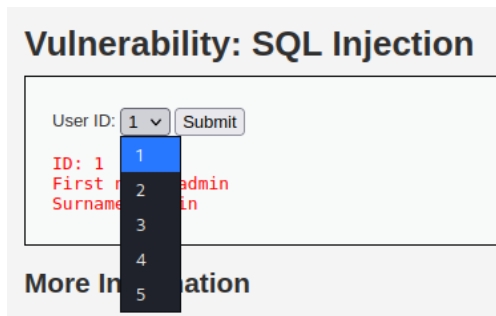 Vulnerability: SQL Injection
User ID: 1 Submit
1
ID: 1
First admin
2
Surname in
3
4
More In ation
5